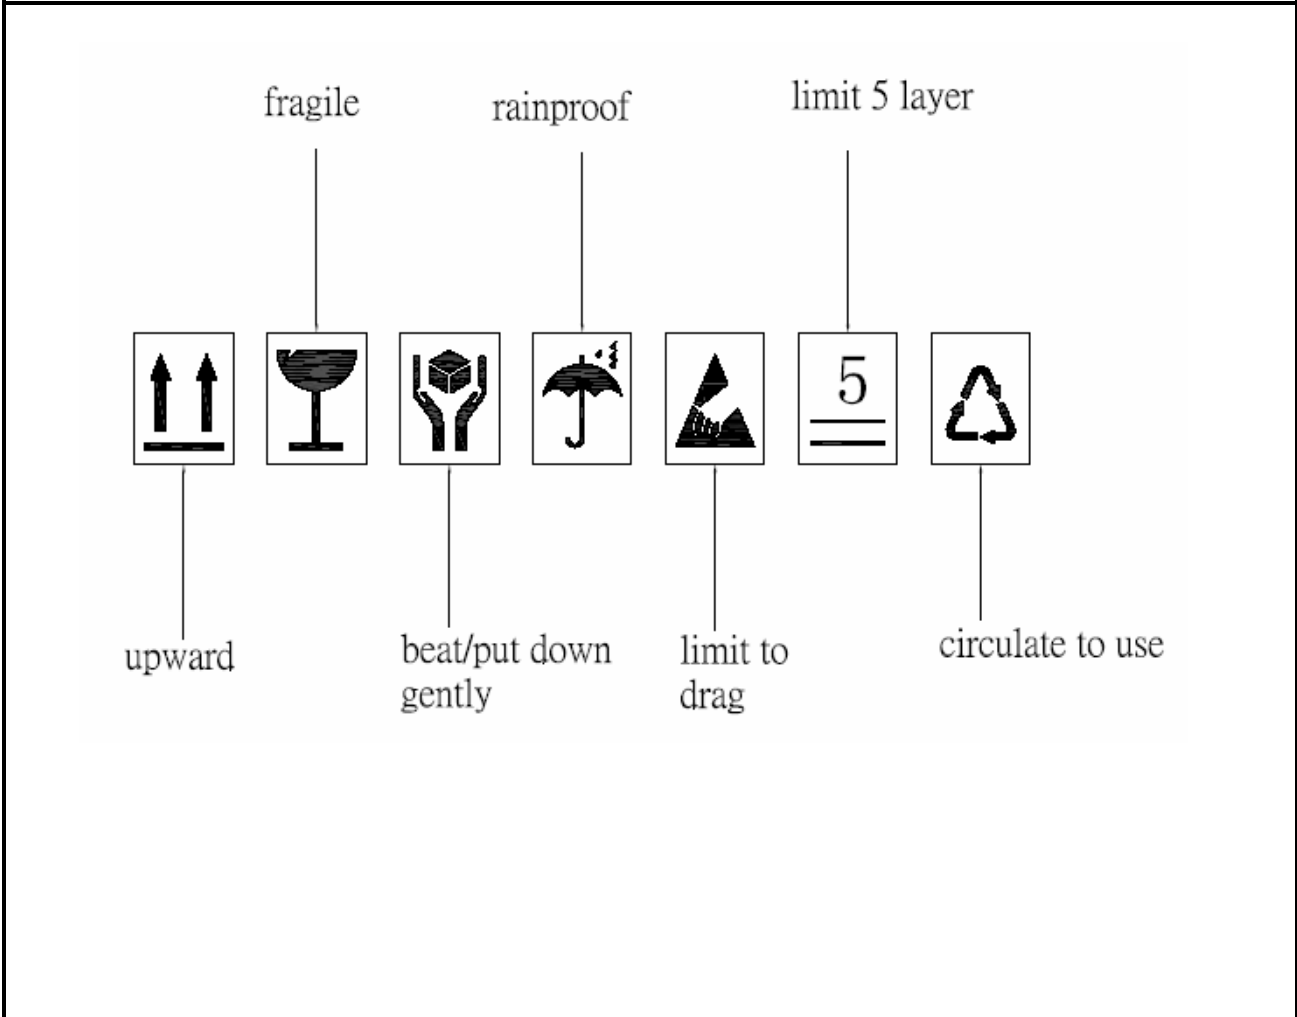 fragile
rainproof
limit 5 layer
5
upward
beat/put down
gently
limit to
drag
circulate to use